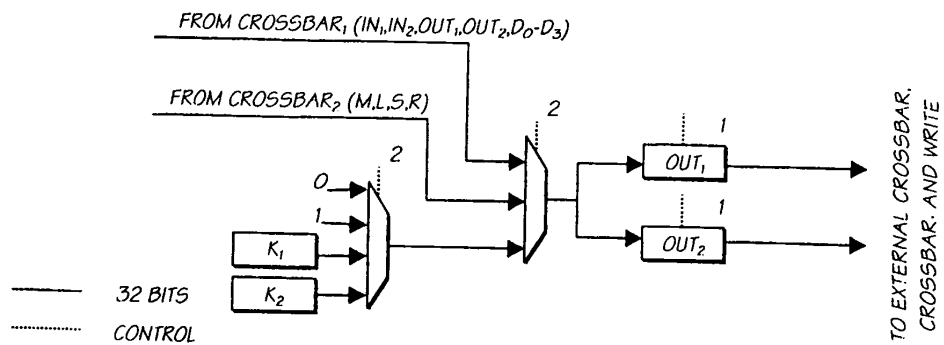 FROM CROSSBAR₁ (IN₁,IN₂,OUT₁,OUT₂,D₀-D₃)
FROM CROSSBAR₂ (M,L,S,R)
2
2
1
0
1
K₁
K₂
OUT₁
1
OUT₂
32 BITS
CONTROL
TO EXTERNAL CROSSBAR,
CROSSBAR, AND WRITE